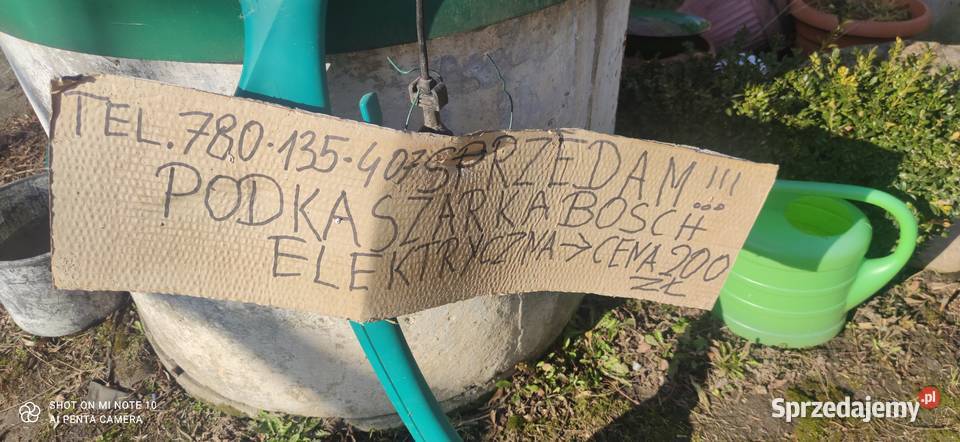 TEL.780-135-407 SPRZEDAM!!!
PODKASZARKA BOSCH
ELEKTRYCZNA→CENA 200
ZŁ
SHOT ON MI NOTE 10
AI PENTA CAMERA
Sprzedajemy.pl